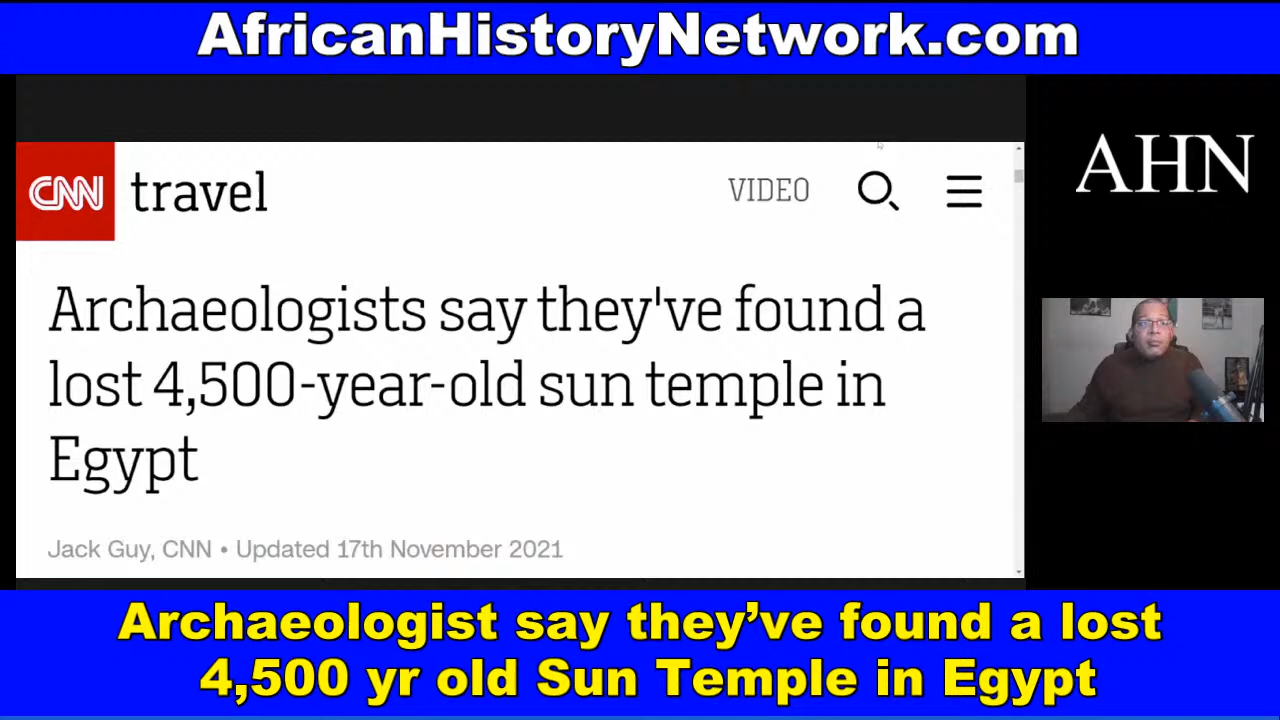 AfricanHistoryNetwork.com
CNN travel VIDEO
AHN
Archaeologists say they've found a
lost 4,500-year-old sun temple in
Egypt
Jack Guy, CNN • Updated 17th November 2021
Archaeologist say they’ve found a lost
4,500 yr old Sun Temple in Egypt